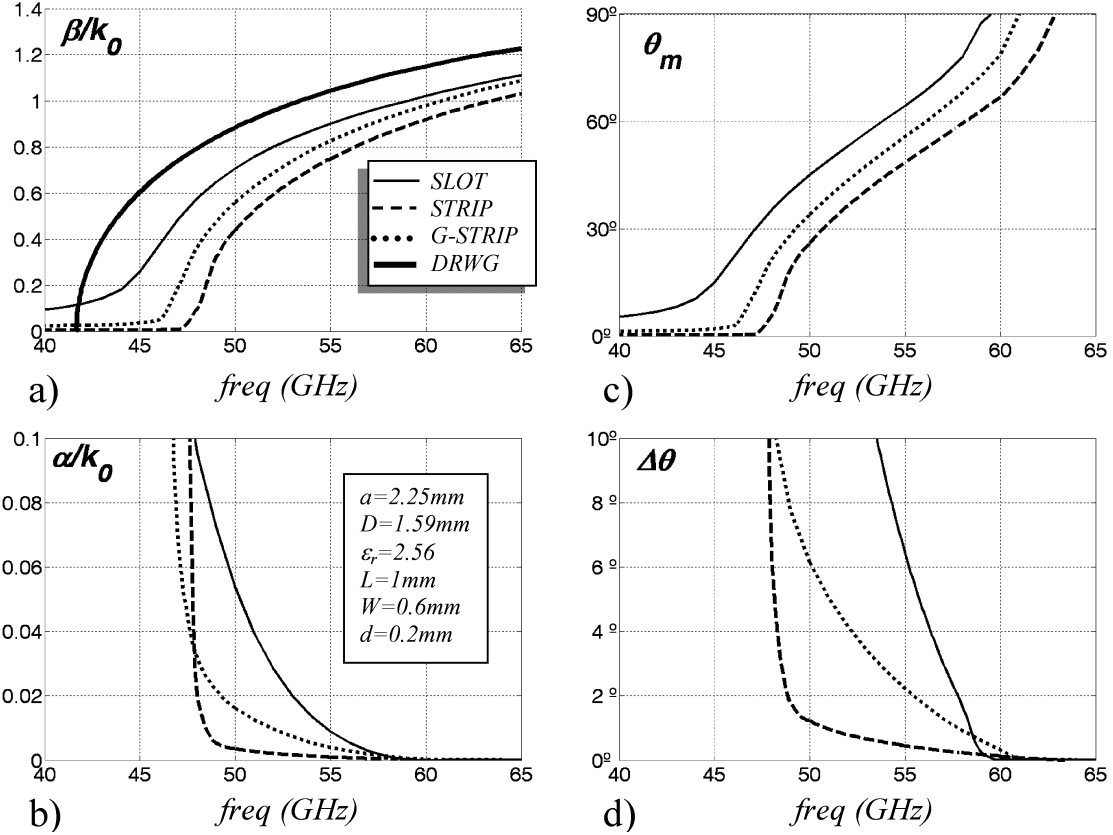 β/k0
1.4
1.2
1
0.8
0.6
0.4
0.2
0
40 45 50 55 60 65
freq (GHz)
a)
SLOT
STRIP
G-STRIP
DRWG
θm
90º
60º
30º
0º
40 45 50 55 60 65
freq (GHz)
c)
α/k0
0.1
0.08
0.06
0.04
0.02
0
40 45 50 55 60 65
freq (GHz)
b)
a=2.25mm
D=1.59mm
εr=2.56
L=1mm
W=0.6mm
d=0.2mm
Δθ
10º
8º
6º
4º
2º
0º
40 45 50 55 60 65
freq (GHz)
d)